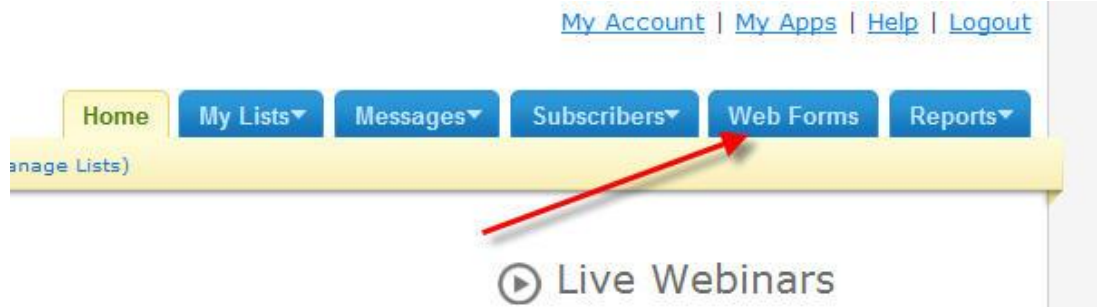 My Account | My Apps | Help | Logout
Home My Lists Messages Subscribers Web Forms Reports
anage Lists)
Live Webinars